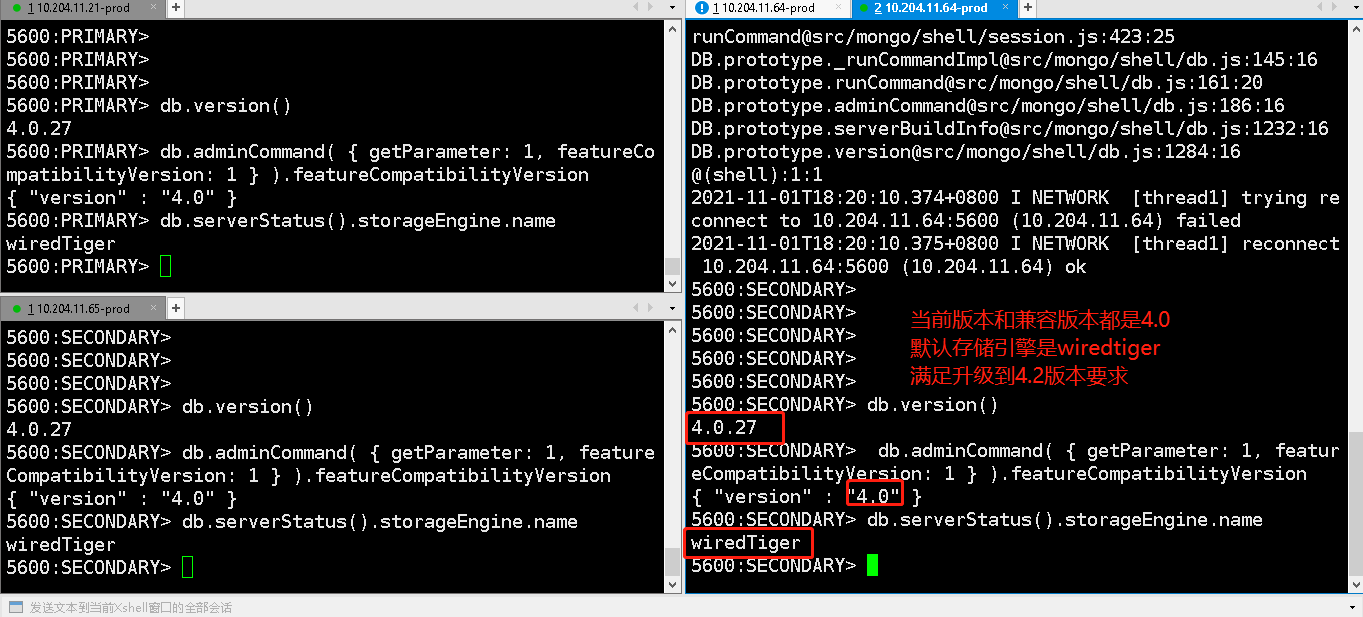 1 10.204.11.21-prod
5600:PRIMARY>
5600:PRIMARY>
5600:PRIMARY>
5600:PRIMARY> db.version()
4.0.27
5600:PRIMARY> db.adminCommand( { getParameter: 1, featureCo
mpatibilityVersion: 1 } ).featureCompatibilityVersion
{ "version" : "4.0" }
5600:PRIMARY> db.serverStatus().storageEngine.name
wiredTiger
5600:PRIMARY>
1 10.204.11.65-prod
5600:SECONDARY>
5600:SECONDARY>
5600:SECONDARY>
5600:SECONDARY> db.version()
4.0.27
5600:SECONDARY> db.adminCommand( { getParameter: 1, feature
CompatibilityVersion: 1 } ).featureCompatibilityVersion
{ "version" : "4.0" }
5600:SECONDARY> db.serverStatus().storageEngine.name
wiredTiger
5600:SECONDARY>
1 10.204.11.64-prod
2 10.204.11.64-prod
runCommand@src/mongo/shell/session.js:423:25
DB.prototype._runCommandImpl@src/mongo/shell/db.js:145:16
DB.prototype.runCommand@src/mongo/shell/db.js:161:20
DB.prototype.adminCommand@src/mongo/shell/db.js:186:16
DB.prototype.serverBuildInfo@src/mongo/shell/db.js:1232:16
DB.prototype.version@src/mongo/shell/db.js:1284:16
@(shell):1:1
2021-11-01T18:20:10.374+0800 I NETWORK  [thread1] trying re
connect to 10.204.11.64:5600 (10.204.11.64) failed
2021-11-01T18:20:10.375+0800 I NETWORK  [thread1] reconnect
10.204.11.64:5600 (10.204.11.64) ok
5600:SECONDARY>
5600:SECONDARY>
5600:SECONDARY>
5600:SECONDARY>
5600:SECONDARY>
当前版本和兼容版本都是4.0
默认存储引擎是wiredtiger
满足升级到4.2版本要求
5600:SECONDARY> db.version()
4.0.27
5600:SECONDARY>  db.adminCommand( { getParameter: 1, featur
eCompatibilityVersion: 1 } ).featureCompatibilityVersion
{ "version" : "4.0" }
5600:SECONDARY> db.serverStatus().storageEngine.name
wiredTiger
5600:SECONDARY>
发送文本到当前Xshell窗口的全部会话